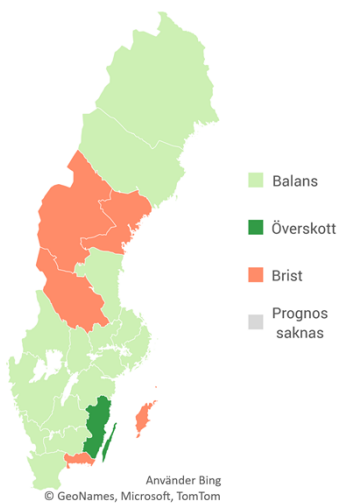 Balans
Överskott
Brist
Prognos
saknas
Använder Bing
© GeoNames, Microsoft, TomTom